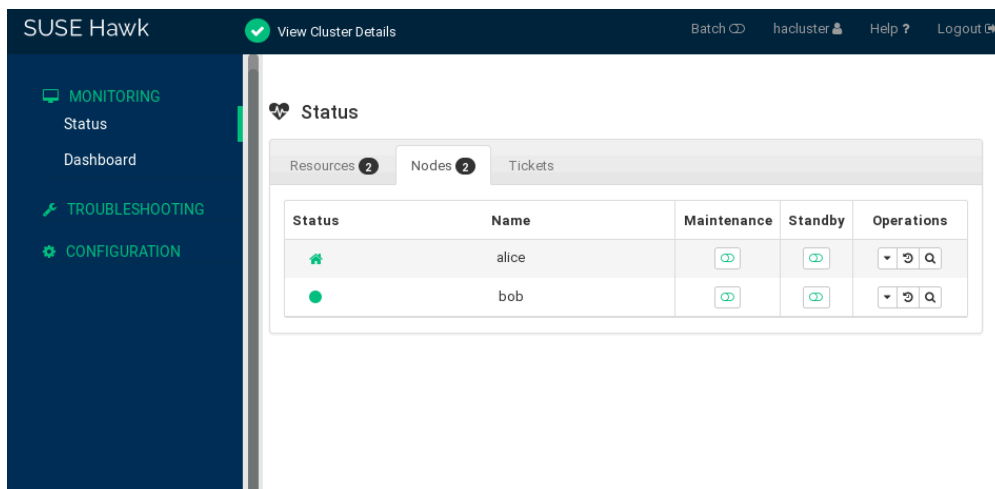 SUSE Hawk
View Cluster Details
Batch
hacluster
Help ?
Logout
MONITORING
Status
Dashboard
TROUBLESHOOTING
CONFIGURATION
Status
Resources 2 Nodes 2 Tickets
Status Name Maintenance Standby Operations
alice
bob